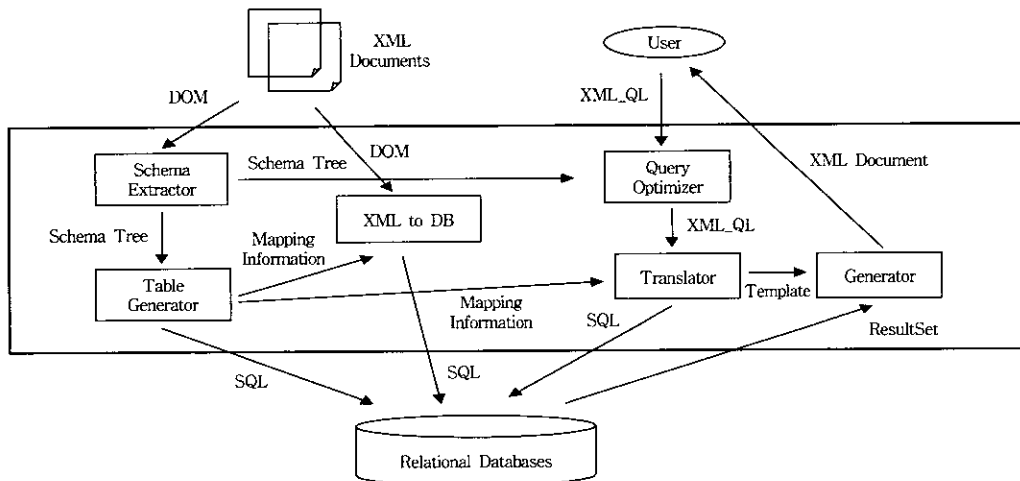 XML
Documents
User
DOM
XML_QL
DOM
XML Document
Schema
Extractor
Schema Tree
Query
Optimizer
XML to DB
XML_QL
Schema Tree
Mapping
Information
Table
Generator
Translator
Template
Generator
Mapping
Information
SQL
ResultSet
SQL
SQL
Relational Databases